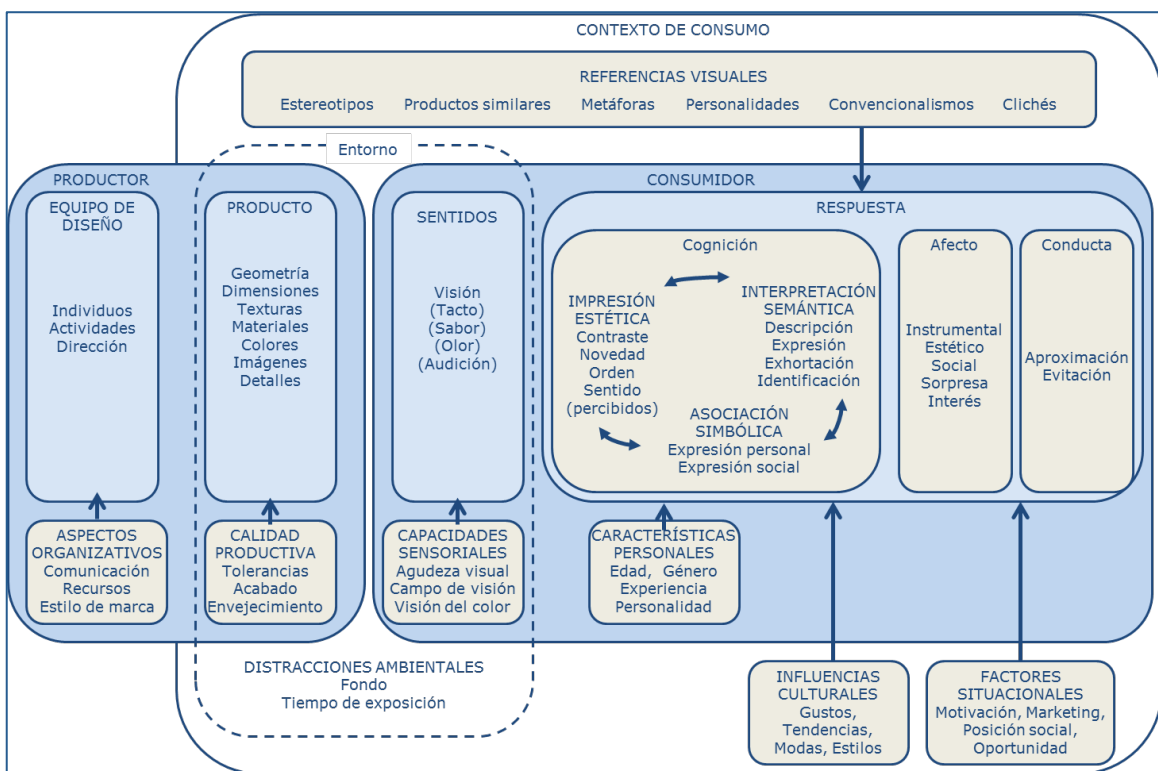 CONTEXTO DE CONSUMO
REFERENCIAS VISUALES
Estereotipos Productos similares Metáforas Personalidades Convencionalismos Clichés
Entorno
PRODUCTOR
EQUIPO DE
DISEÑO
Individuos
Actividades
Dirección
PRODUCTO
Geometría
Dimensiones
Texturas
Materiales
Colores
Imágenes
Detalles
CONSUMIDOR
SENTIDOS
Visión
(Tacto)
(Sabor)
(Olor)
(Audición)
RESPUESTA
Cognición
IMPRESIÓN
ESTÉTICA
Contraste
Novedad
Orden
Sentido
(percibidos)
INTERPRETACIÓN
SEMÁNTICA
Descripción
Expresión
Exhortación
Identificación
ASOCIACIÓN
SIMBÓLICA
Expresión personal
Expresión social
Afecto
Instrumental
Estético
Social
Sorpresa
Interés
Conducta
Aproximación
Evitación
ASPECTOS
ORGANIZATIVOS
Comunicación
Recursos
Estilo de marca
CALIDAD
PRODUCTIVA
Tolerancias
Acabado
Envejecimiento
CAPACIDADES
SENSORIALES
Agudeza visual
Campo de visión
Visión del color
CARACTERÍSTICAS
PERSONALES
Edad, Género
Experiencia
Personalidad
DISTRACCIONES AMBIENTALES
Fondo
Tiempo de exposición
INFLUENCIAS
CULTURALES
Gustos,
Tendencias,
Modas, Estilos
FACTORES
SITUACIONALES
Motivación, Marketing,
Posición social,
Oportunidad